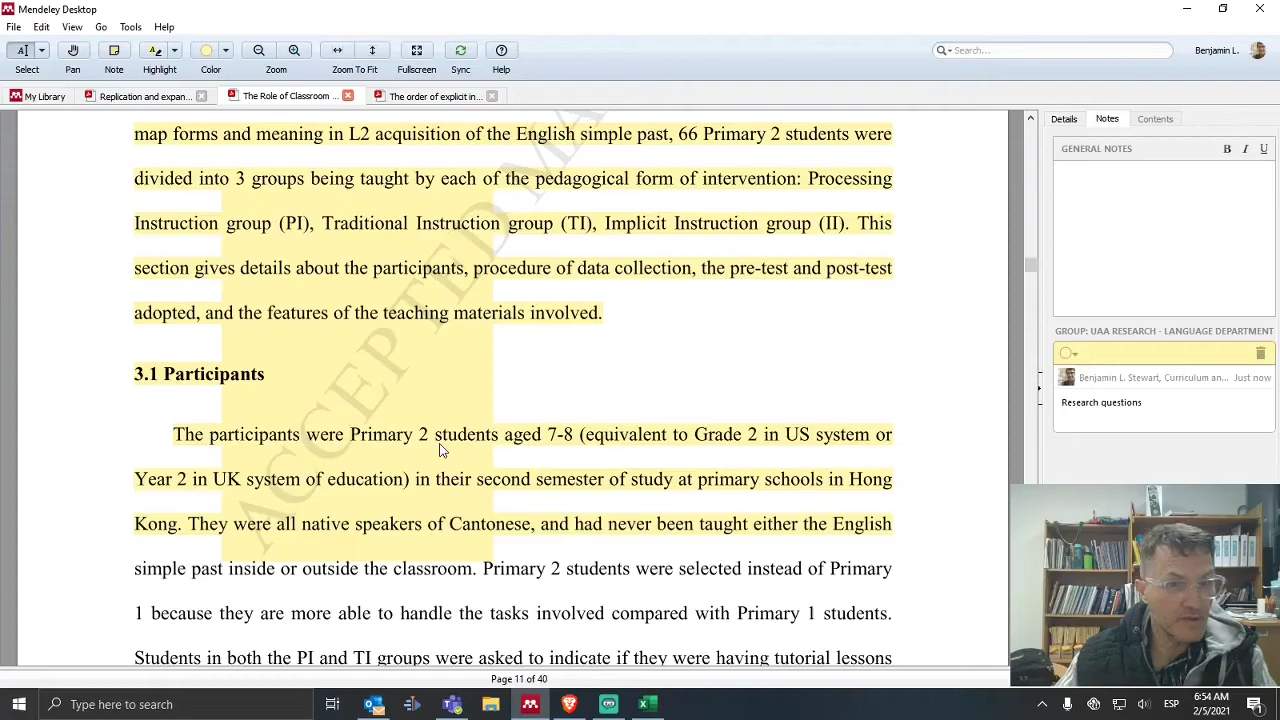 Mendeley Desktop
File Edit View Go Tools Help
Search...
Benjamin L.
Select Pan Note Highlight Color Zoom Zoom To Fit Fullscreen Sync Help
My Library Replication and expan... The Role of Classroom ... The order of explicit in...
Details Notes Contents
map forms and meaning in L2 acquisition of the English simple past, 66 Primary 2 students were
divided into 3 groups being taught by each of the pedagogical form of intervention: Processing
Instruction group (PI), Traditional Instruction group (TI), Implicit Instruction group (II). This
section gives details about the participants, procedure of data collection, the pre-test and post-test
adopted, and the features of the teaching materials involved.
3.1 Participants
The participants were Primary 2 students aged 7-8 (equivalent to Grade 2 in US system or
Year 2 in UK system of education) in their second semester of study at primary schools in Hong
Kong. They were all native speakers of Cantonese, and had never been taught either the English
simple past inside or outside the classroom. Primary 2 students were selected instead of Primary
1 because they are more able to handle the tasks involved compared with Primary 1 students.
Students in both the PI and TI groups were asked to indicate if they were having tutorial lessons
ACCEPTED MA
GENERAL NOTES B I U
GROUP: UAA RESEARCH - LANGUAGE DEPARTMENT
Benjamin L. Stewart, Curriculum an... Just now
Research questions
Page 11 of 40
Type here to search
ESP
6:54 AM
2/5/2021